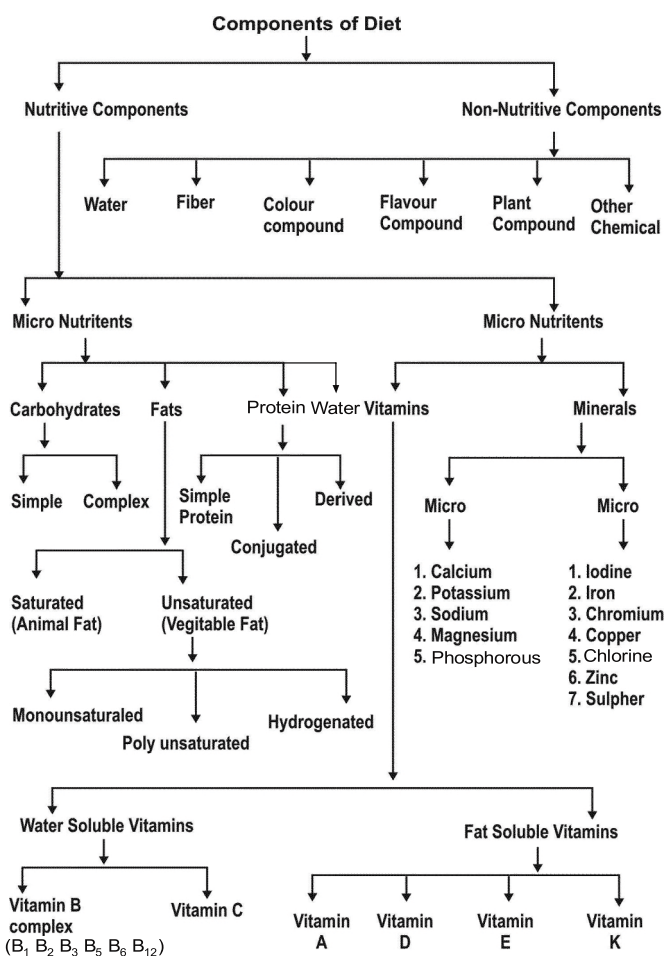 Components of Diet
Nutritive Components
Non-Nutritive Components
Water
Fiber
Colour
compound
Flavour
Compound
Plant
Compound
Other
Chemical
Micro Nutritents
Micro Nutritents
Carbohydrates
Fats
Protein
Water
Vitamins
Minerals
Simple
Complex
Simple
Protein
Conjugated
Derived
Micro
Micro
Saturated
(Animal Fat)
Unsaturated
(Vegitable Fat)
1. Calcium
2. Potassium
3. Sodium
4. Magnesium
5. Phosphorous
1. Iodine
2. Iron
3. Chromium
4. Copper
5. Chlorine
6. Zinc
7. Sulpher
Monounsaturaled
Poly unsaturated
Hydrogenated
Water Soluble Vitamins
Fat Soluble Vitamins
Vitamin B
complex
(B₁ B₂ B₃ B₅ B₆ B₁₂)
Vitamin C
Vitamin
A
Vitamin
D
Vitamin
E
Vitamin
K